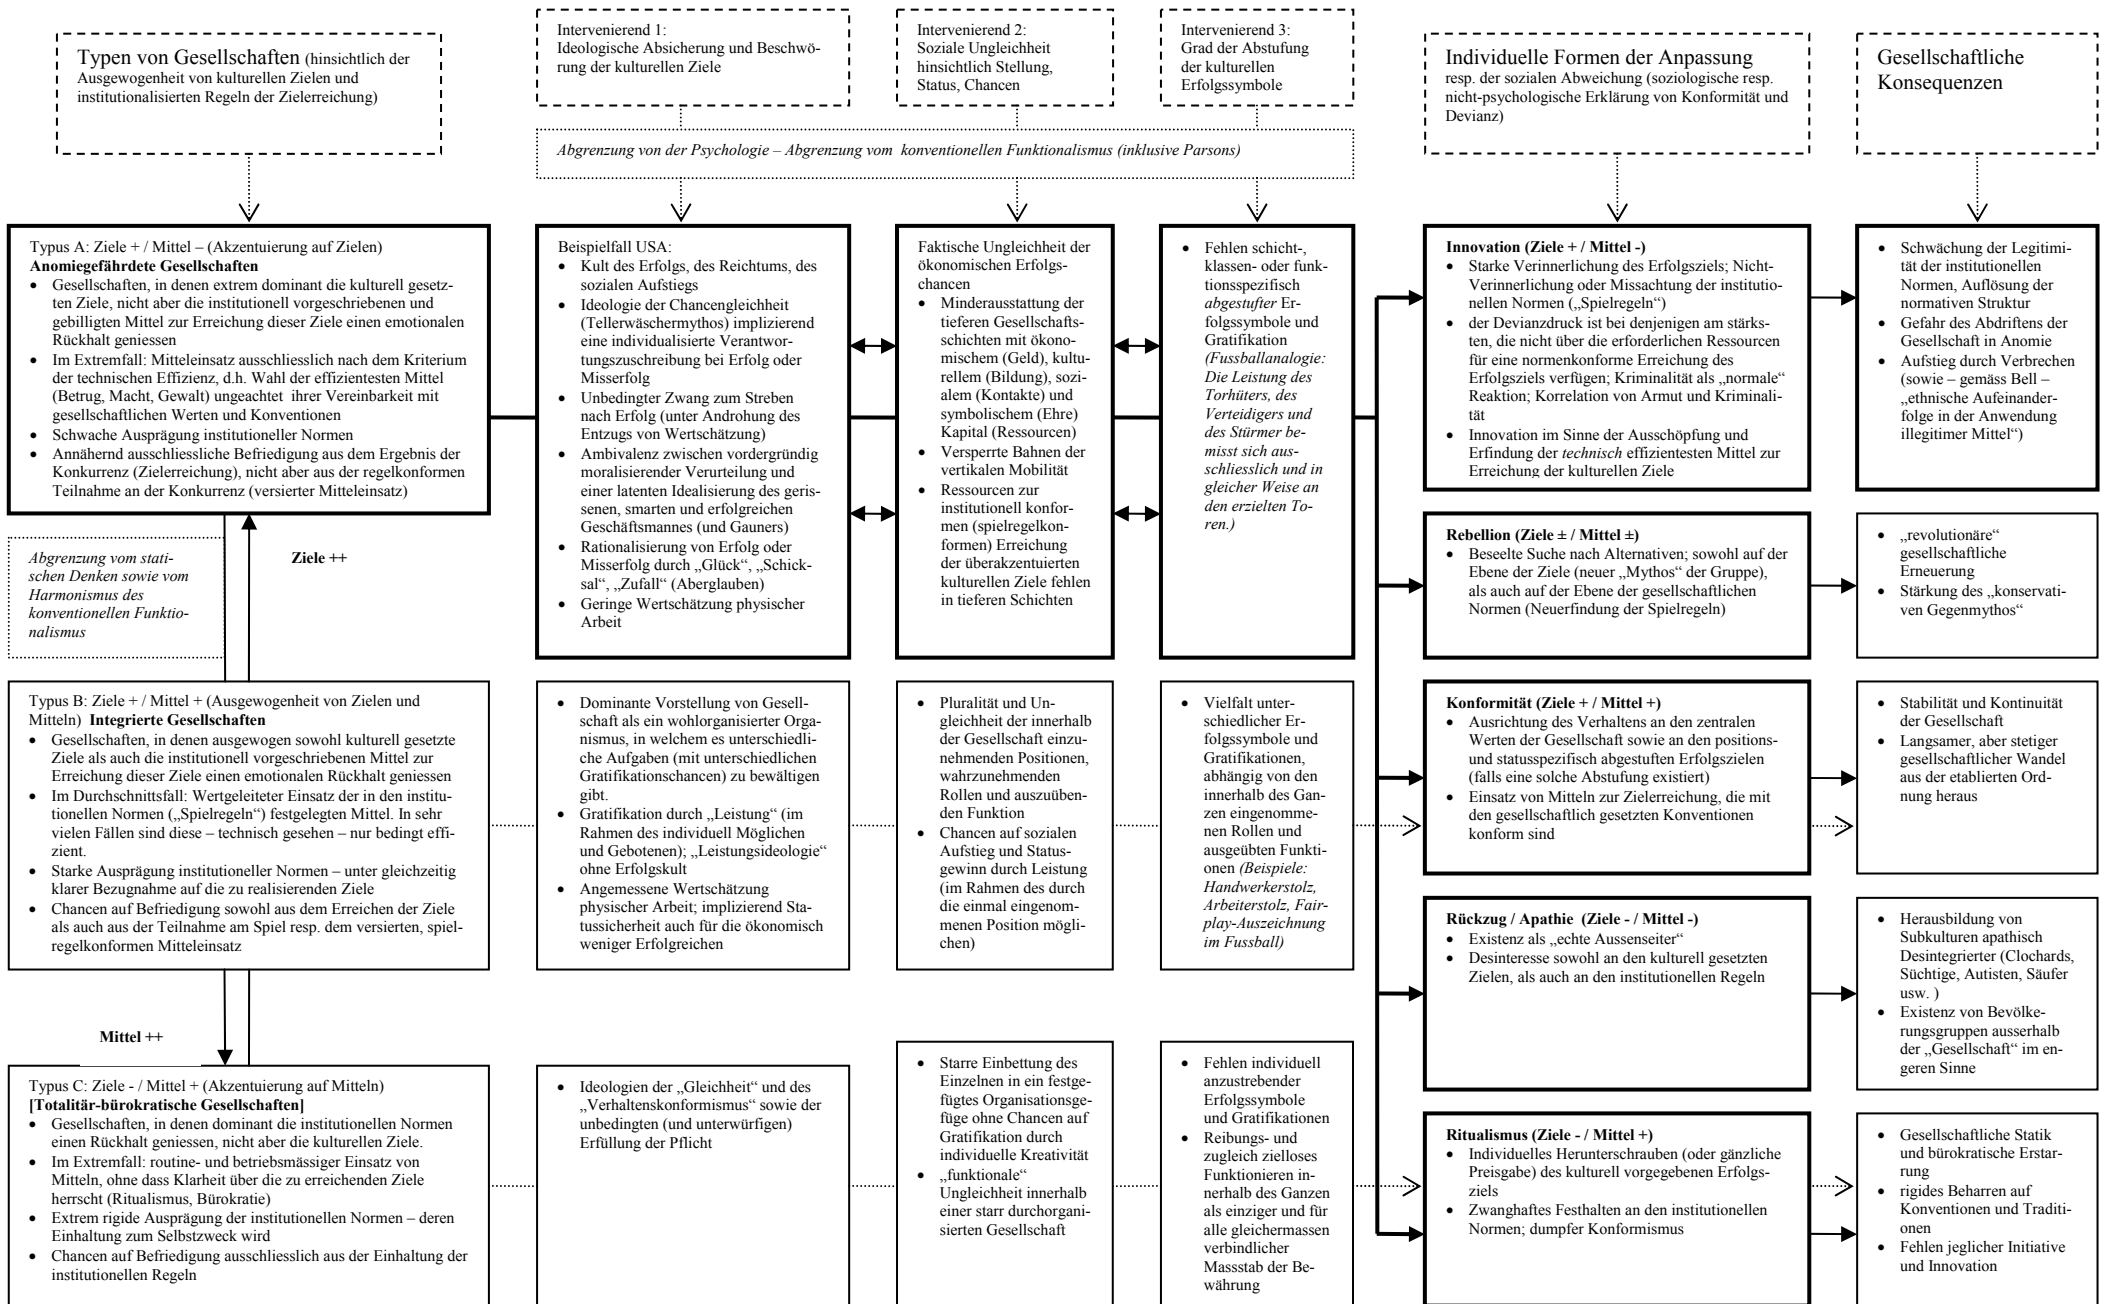 Typen von Gesellschaften (hinsichtlich der
Ausgewogenheit von kulturellen Zielen und
institutionalisierten Regeln der Zielerreichung)
Intervenierend 1:
Ideologische Absicherung und Beschwö-
rung der kulturellen Ziele
Intervenierend 2:
Soziale Ungleichheit
hinsichtlich Stellung,
Status, Chancen
Intervenierend 3:
Grad der Abstufung
der kulturellen
Erfolgssymbole
Individuelle Formen der Anpassung
resp. der sozialen Abweichung (soziologische resp.
nicht-psychologische Erklärung von Konformität und
Devianz)
Gesellschaftliche
Konsequenzen
Abgrenzung von der Psychologie – Abgrenzung vom konventionellen Funktionalismus (inklusive Parsons)
Typus A: Ziele + / Mittel – (Akzentuierung auf Zielen)
Anomiegefährdete Gesellschaften
• Gesellschaften, in denen extrem dominant die kulturell gesetz-
ten Ziele, nicht aber die institutionell vorgeschriebenen und
gebilligten Mittel zur Erreichung dieser Ziele einen emotionalen
Rückhalt geniessen
• Im Extremfall: Mitteleinsatz ausschliesslich nach dem Kriterium
der technischen Effizienz, d.h. Wahl der effizientesten Mittel
(Betrug, Macht, Gewalt) ungeachtet ihrer Vereinbarkeit mit
gesellschaftlichen Werten und Konventionen
• Schwache Ausprägung institutioneller Normen
• Annähernd ausschliessliche Befriedigung aus dem Ergebnis der
Konkurrenz (Zielerreichung), nicht aber aus der regelkonformen
Teilnahme an der Konkurrenz (versierter Mitteleinsatz)
Beispielfall USA:
• Kult des Erfolgs, des Reichtums, des
sozialen Aufstiegs
• Ideologie der Chancengleichheit
(Tellerwäschermythos) implizierend
eine individualisierte Verantwor-
tungszuschreibung bei Erfolg oder
Misserfolg
• Unbedingter Zwang zum Streben
nach Erfolg (unter Androhung des
Entzugs von Wertschätzung)
• Ambivalenz zwischen vordergründig
moralisierender Verurteilung und
einer latenten Idealisierung des geris-
senen, smarten und erfolgreichen
Geschäftsmannes (und Gauners)
• Rationalisierung von Erfolg oder
Misserfolg durch „Glück“, „Schick-
sal“, „Zufall“ (Aberglauben)
• Geringe Wertschätzung physischer
Arbeit
Faktische Ungleichheit der
ökonomischen Erfolgs-
chancen
• Minderausstattung der
tieferen Gesellschafts-
schichten mit ökono-
mischem (Geld), kultu-
rellem (Bildung), sozi-
alem (Kontakte) und
symbolischem (Ehre)
Kapital (Ressourcen)
• Versperrte Bahnen der
vertikalen Mobilität
• Ressourcen zur
institutionell konfor-
men (spielregelkon-
formen) Erreichung
der überakzentuierten
kulturellen Ziele fehlen
in tieferen Schichten
• Fehlen schicht-,
klassen- oder funk-
tionsspezifisch
abgestufter Er-
folgssymbole und
Gratifikation
(Fussballanalogie:
Die Leistung des
Torhüters, des
Verteidigers und
des Stürmer be-
misst sich aus-
schliesslich und in
gleicher Weise an
den erzielten To-
ren.)
Innovation (Ziele + / Mittel -)
• Starke Verinnerlichung des Erfolgsziels; Nicht-
Verinnerlichung oder Missachtung der institutio-
nellen Normen („Spielregeln“)
• der Devianzdruck ist bei denjenigen am stärks-
ten, die nicht über die erforderlichen Ressourcen
für eine normenkonforme Erreichung des
Erfolgsziels verfügen; Kriminalität als „normale“
Reaktion; Korrelation von Armut und Kriminali-
tät
• Innovation im Sinne der Ausschöpfung und
Erfindung der technisch effizientesten Mittel zur
Erreichung der kulturellen Ziele
• Schwächung der Legitimi-
tät der institutionellen
Normen, Auflösung der
normativen Struktur
• Gefahr des Abdriftens der
Gesellschaft in Anomie
• Aufstieg durch Verbrechen
(sowie – gemäss Bell –
„ethnische Aufeinander-
folge in der Anwendung
illegitimer Mittel“)
Abgrenzung vom stati-
schen Denken sowie vom
Harmonismus des
konventionellen Funktio-
nalismus
Ziele ++
Rebellion (Ziele ± / Mittel ±)
• Beseelte Suche nach Alternativen; sowohl auf der
Ebene der Ziele (neuer „Mythos“ der Gruppe),
als auch auf der Ebene der gesellschaftlichen
Normen (Neuerfindung der Spielregeln)
• „revolutionäre“
gesellschaftliche
Erneuerung
• Stärkung des „konservati-
ven Gegenmythos“
Typus B: Ziele + / Mittel + (Ausgewogenheit von Zielen und
Mitteln) Integrierte Gesellschaften
• Gesellschaften, in denen ausgewogen sowohl kulturell gesetzte
Ziele als auch die institutionell vorgeschriebenen Mittel zur
Erreichung dieser Ziele einen emotionalen Rückhalt geniessen
• Im Durchschnittsfall: Wertgeleiteter Einsatz der in den institu-
tionellen Normen („Spielregeln“) festgelegten Mittel. In sehr
vielen Fällen sind diese – technisch gesehen – nur bedingt effi-
zient.
• Starke Ausprägung institutioneller Normen – unter gleichzeitig
klarer Bezugnahme auf die zu realisierenden Ziele
• Chancen auf Befriedigung sowohl aus dem Erreichen der Ziele
als auch aus der Teilnahme am Spiel resp. dem versierten, spiel-
regelkonformen Mitteleinsatz
• Dominante Vorstellung von Gesell-
schaft als ein wohlorganisierter Orga-
nismus, in welchem es unterschiedli-
che Aufgaben (mit unterschiedlichen
Gratifikationschancen) zu bewältigen
gibt.
• Gratifikation durch „Leistung“ (im
Rahmen des individuell Möglichen
und Gebotenen); „Leistungsideologie“
ohne Erfolgskult
• Angemessene Wertschätzung
physischer Arbeit; implizierend Sta-
tussicherheit auch für die ökonomisch
weniger Erfolgreichen
• Pluralität und Un-
gleichheit der innerhalb
der Gesellschaft einzu-
nehmenden Positionen,
wahrzunehmenden
Rollen und auszuüben-
den Funktion
• Chancen auf sozialen
Aufstieg und Status-
gewinn durch Leistung
(im Rahmen des durch
die einmal eingenom-
menen Position mögli-
chen)
• Vielfalt unter-
schiedlicher Er-
folgssymbole und
Gratifikationen,
abhängig von den
innerhalb des Gan-
zen eingenomme-
nen Rollen und
ausgeübten Funkti-
onen (Beispiele:
Handwerkerstolz,
Arbeiterstolz, Fair-
play-Auszeichnung
im Fussball)
Konformität (Ziele + / Mittel +)
• Ausrichtung des Verhaltens an den zentralen
Werten der Gesellschaft sowie an den positions-
und statusspezifisch abgestuften Erfolgszielen
(falls eine solche Abstufung existiert)
• Einsatz von Mitteln zur Zielerreichung, die mit
den gesellschaftlich gesetzten Konventionen
konform sind
• Stabilität und Kontinuität
der Gesellschaft
• Langsamer, aber stetiger
gesellschaftlicher Wandel
aus der etablierten Ord-
nung heraus
Rückzug / Apathie (Ziele - / Mittel -)
• Existenz als „echte Aussenseiter“
• Desinteresse sowohl an den kulturell gesetzten
Zielen, als auch an den institutionellen Regeln
• Herausbildung von
Subkulturen apathisch
Desintegrierter (Clochards,
Süchtige, Autisten, Säufer
usw. )
• Existenz von Bevölke-
rungsgruppen ausserhalb
der „Gesellschaft“ im en-
geren Sinne
Mittel ++
Typus C: Ziele - / Mittel + (Akzentuierung auf Mitteln)
[Totalitär-bürokratische Gesellschaften]
• Gesellschaften, in denen dominant die institutionellen Normen
einen Rückhalt geniessen, nicht aber die kulturellen Ziele.
• Im Extremfall: routine- und betriebsmässiger Einsatz von
Mitteln, ohne dass Klarheit über die zu erreichenden Ziele
herrscht (Ritualismus, Bürokratie)
• Extrem rigide Ausprägung der institutionellen Normen – deren
Einhaltung zum Selbstzweck wird
• Chancen auf Befriedigung ausschliesslich aus der Einhaltung der
institutionellen Regeln
• Ideologien der „Gleichheit“ und des
„Verhaltenskonformismus“ sowie der
unbedingten (und unterwürfigen)
Erfüllung der Pflicht
• Starre Einbettung des
Einzelnen in ein festge-
fügtes Organisationsge-
füge ohne Chancen auf
Gratifikation durch
individuelle Kreativität
• „funktionale“
Ungleichheit innerhalb
einer starr durchorgani-
sierten Gesellschaft
• Fehlen individuell
anzustrebender
Erfolgssymbole
und Gratifikationen
• Reibungs- und
zugleich zielloses
Funktionieren in-
nerhalb des Ganzen
als einziger und für
alle gleichermassen
verbindlicher
Massstab der Be-
währung
Ritualismus (Ziele - / Mittel +)
• Individuelles Herunterschrauben (oder gänzliche
Preisgabe) des kulturell vorgegebenen Erfolgs-
ziels
• Zwanghaftes Festhalten an den institutionellen
Normen; dumpfer Konformismus
• Gesellschaftliche Statik
und bürokratische Erstar-
rung
• rigides Beharren auf
Konventionen und Traditi-
onen
• Fehlen jeglicher Initiative
und Innovation